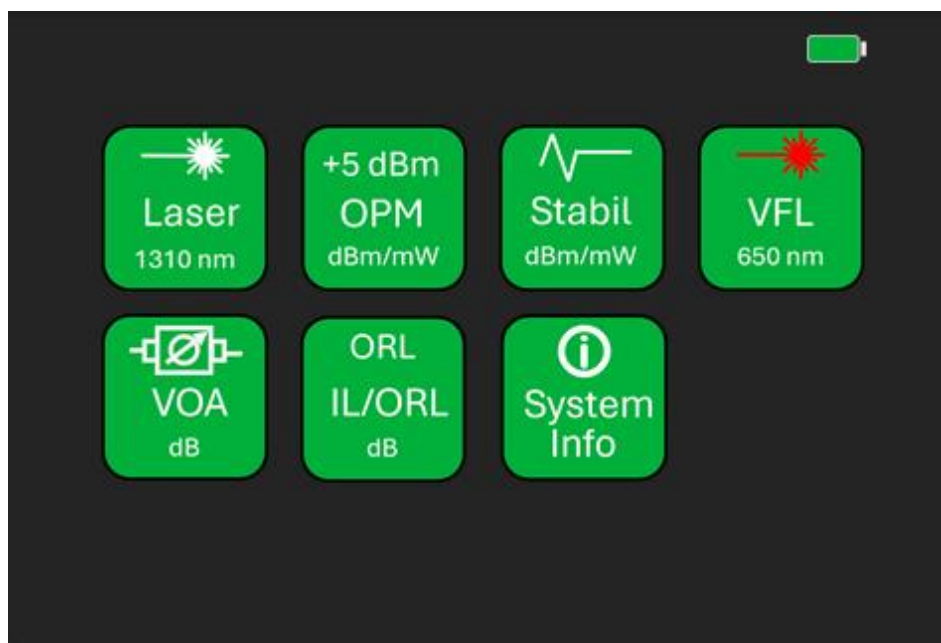 Laser
1310 nm
+5 dBm
OPM
dBm/mW
Stabil
dBm/mW
VFL
650 nm
VOA
dB
ORL
IL/ORL
dB
System
Info